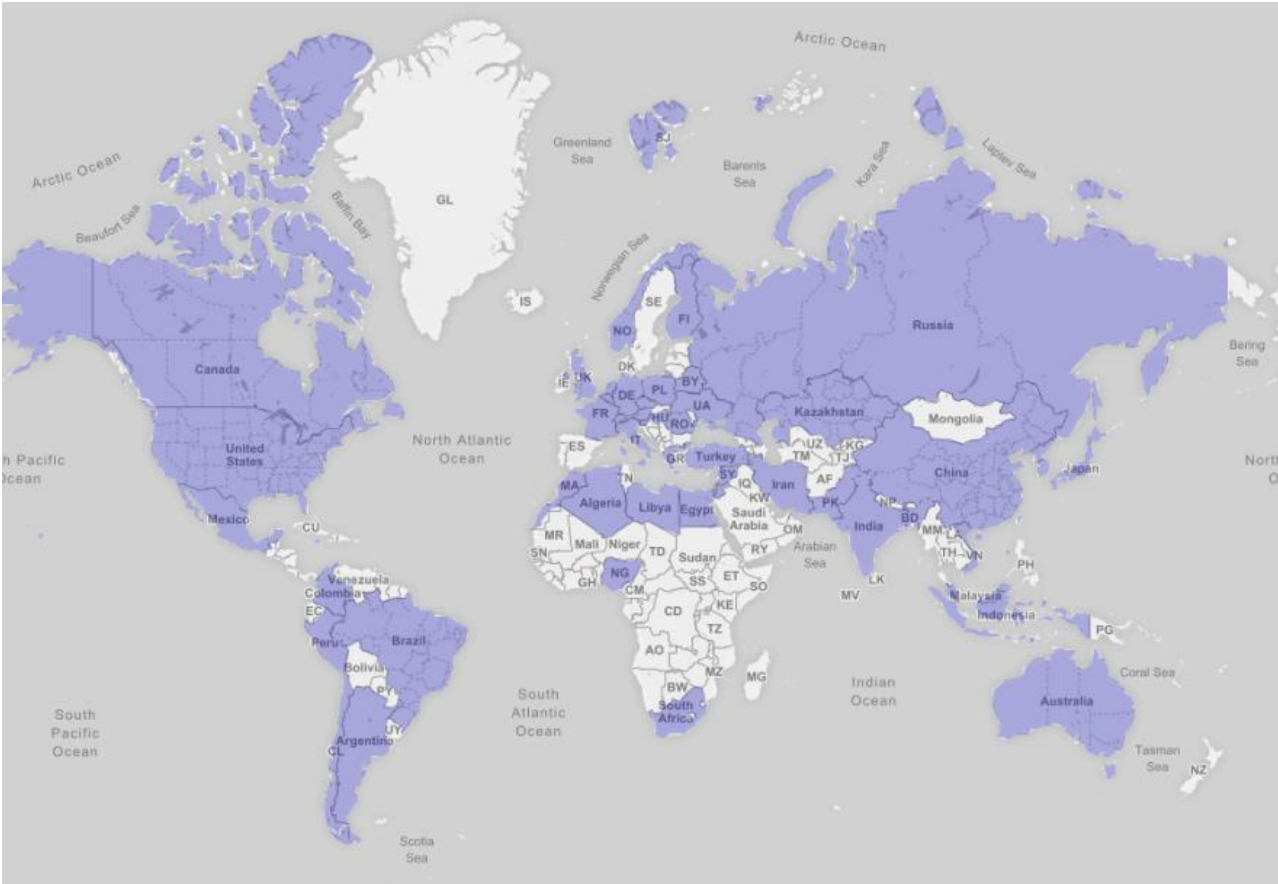 Arctic Ocean
Arctic Ocean
Greenland
Sea
SJ
Barents
Sea
Kara Sea
Laptev Sea
Beaufort Sea
Baffin Bay
GL
Norwegian Sea
IS
SE
NO
FI
Russia
Bering
Sea
Canada
DK
IE
UK
DE
PL
BY
FR
HU
UA
RO
Kazakhstan
Mongolia
United
States
North Atlantic
Ocean
h Pacific
Ocean
North
O
ES
IT
GR
Turkey
UZ
KG
TM
TJ
China
Japan
MA
TN
SY
IQ
Iran
AF
Algeria
Libya
Egypt
KW
Saudi
Arabia
PK
NP
BD
India
Mexico
CU
MR
Mali
Niger
TD
Sudan
OM
RY
Arabian
Sea
MM
LA
TH
VN
PH
SN
GH
NG
CM
SS
ET
SO
LK
MV
Venezuela
Colombia
EC
CD
KE
TZ
Malaysia
Indonesia
PG
Peru
Brazil
Bolivia
AO
MZ
MG
Coral Sea
PY
BW
South
Africa
Indian
Ocean
Australia
South
Pacific
Ocean
South
Atlantic
Ocean
UY
Argentina
CL
Tasman
Sea
NZ
Scotia
Sea